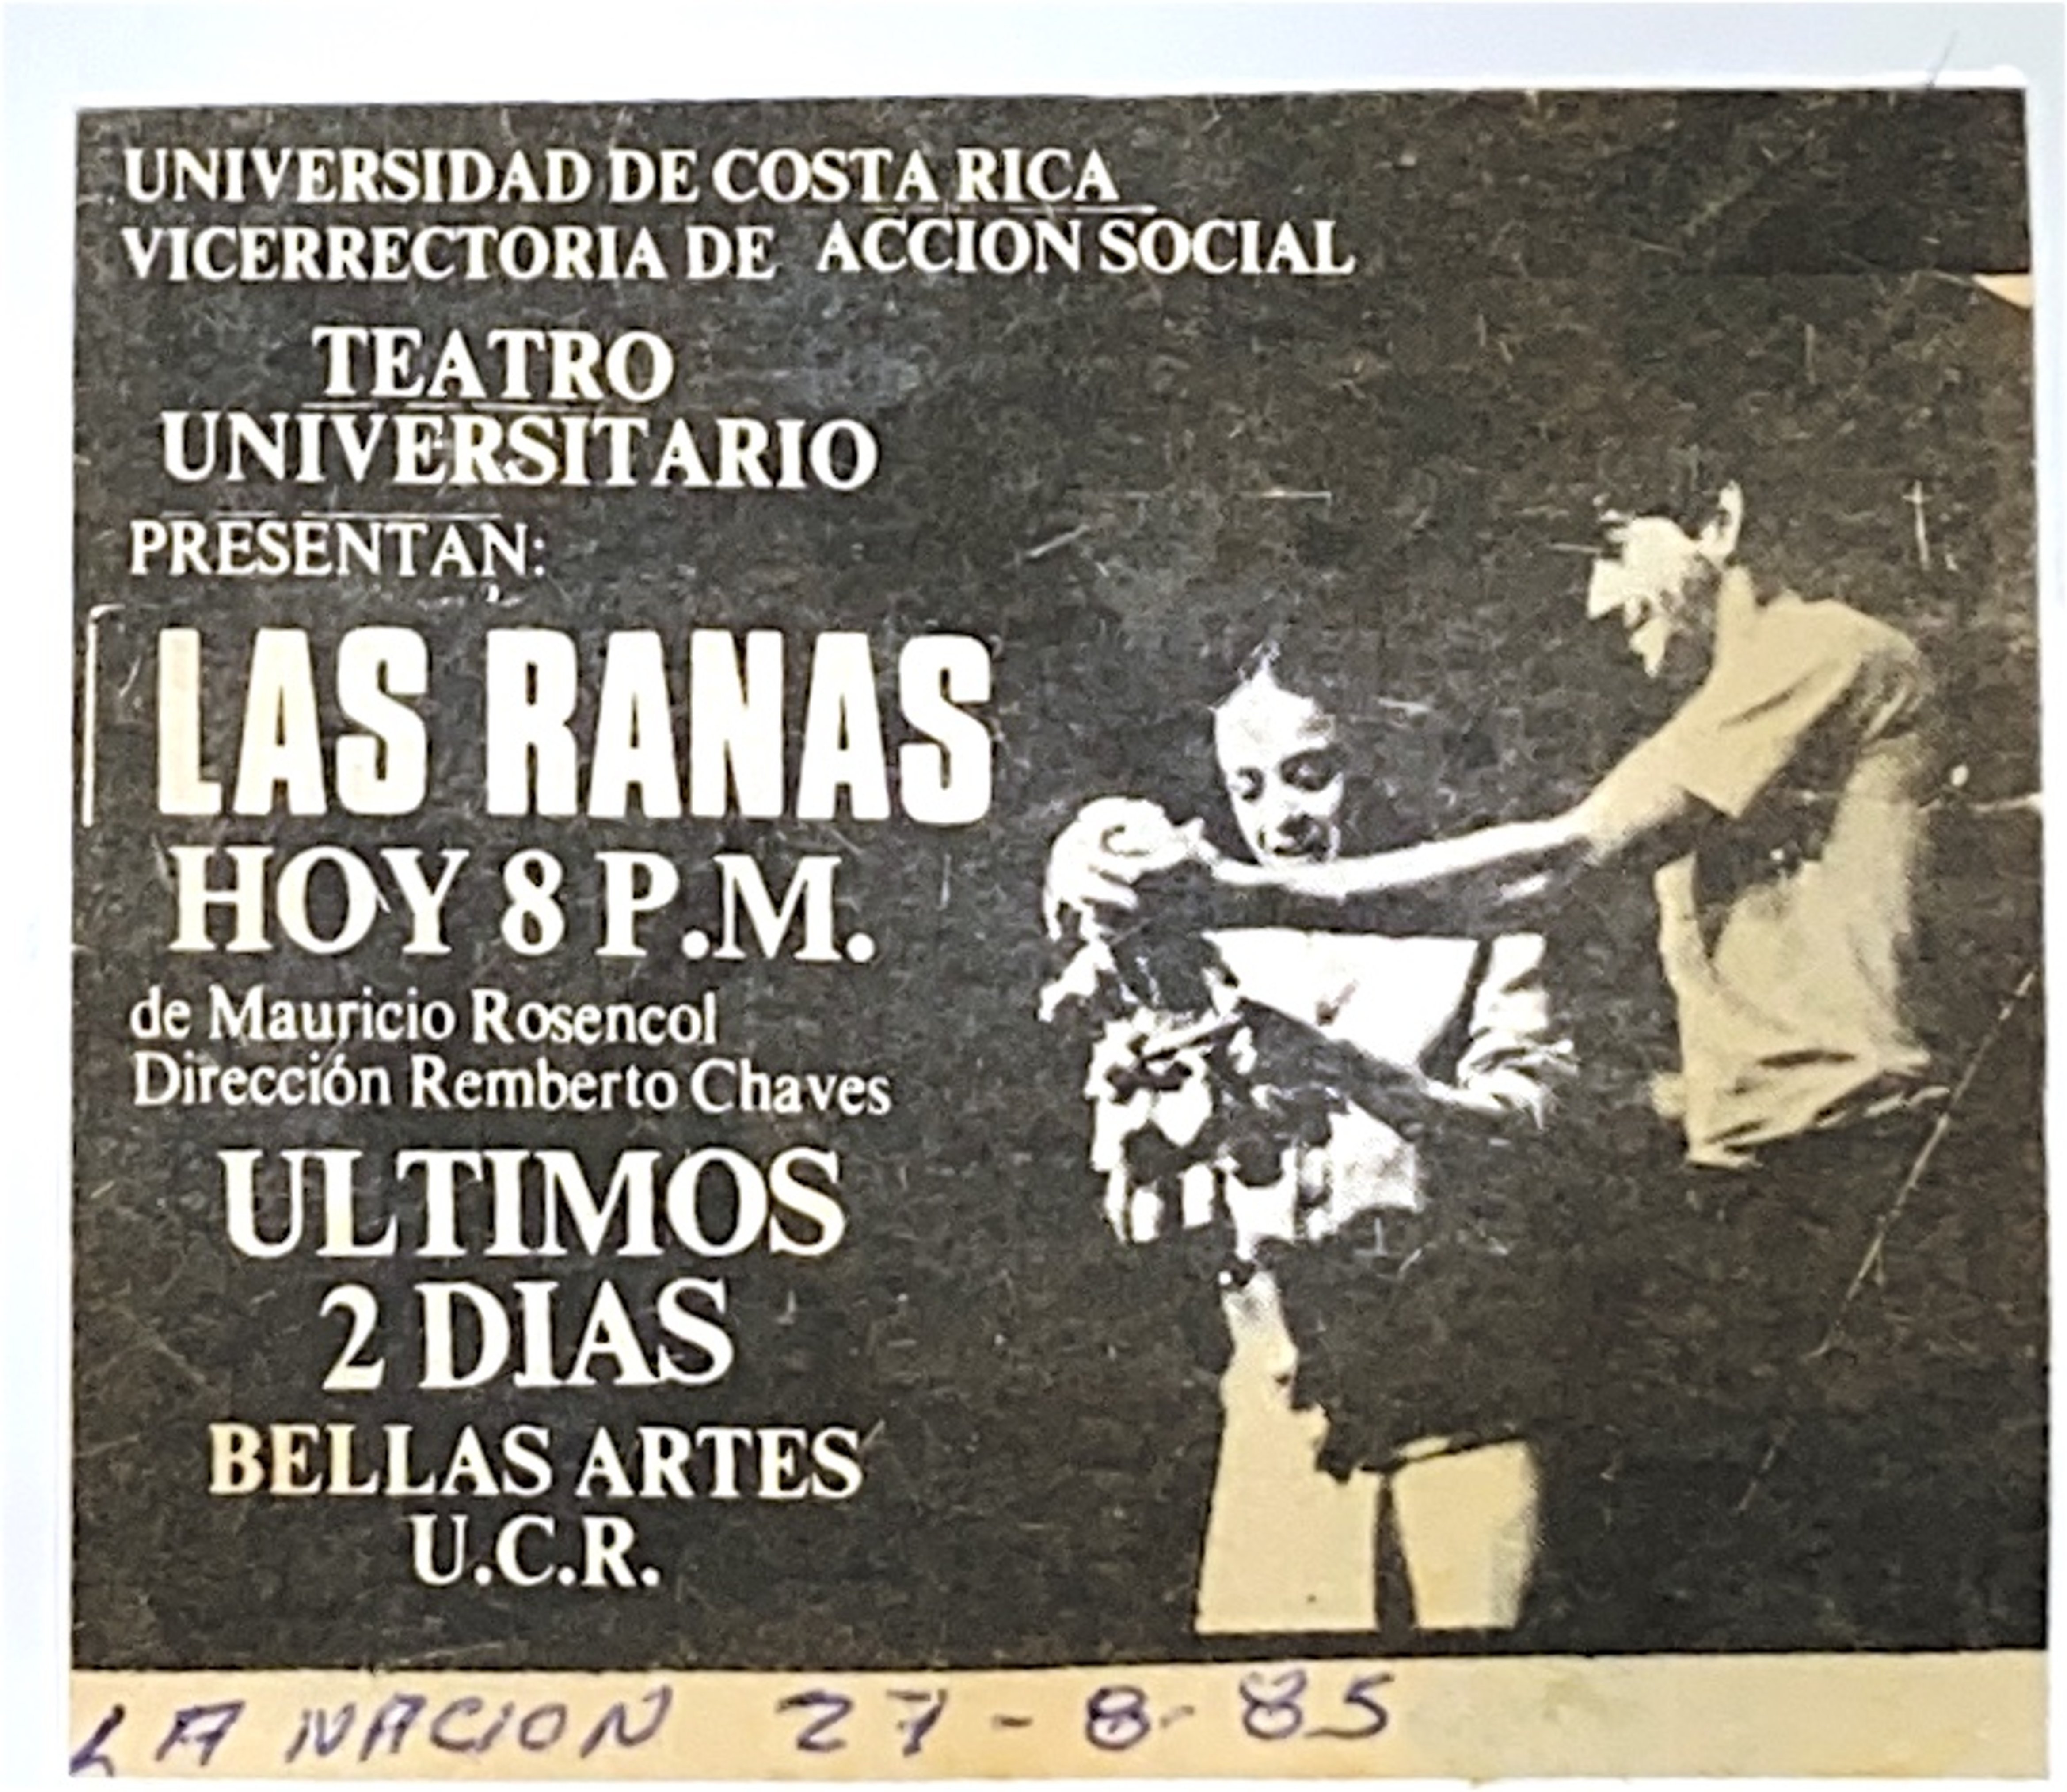 UNIVERSIDAD DE COSTA RICA
VICERRECTORIA DE ACCION SOCIAL
TEATRO
UNIVERSITARIO
PRESENTAN:
LAS RANAS
HOY 8 P.M.
de Mauricio Rosencol
Dirección Remberto Chaves
ULTIMOS
2 DIAS
BELLAS ARTES
U.C.R.
LA NACION 27-8-85